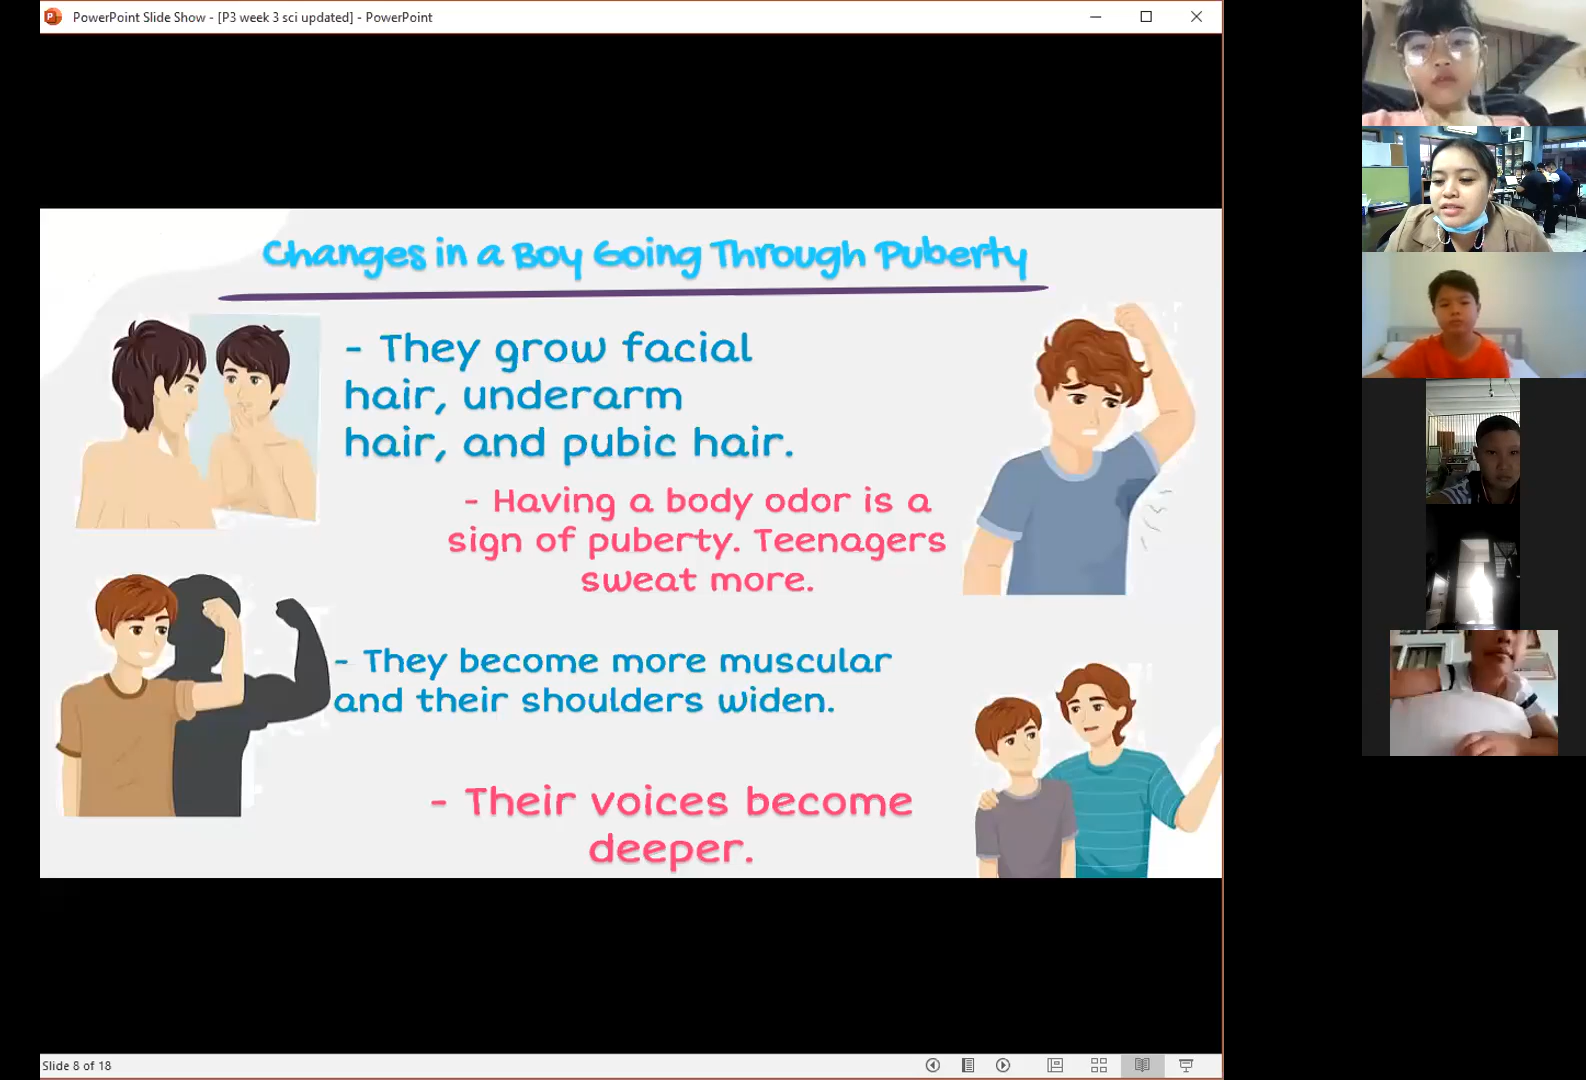 PowerPoint Slide Show - [P3 week 3 sci updated] - PowerPoint
Changes in a Boy Going Through Puberty
- They grow facial
hair, underarm
hair, and pubic hair.
- Having a body odor is a
sign of puberty. Teenagers
sweat more.
- They become more muscular
and their shoulders widen.
- Their voices become
deeper.
Slide 8 of 18